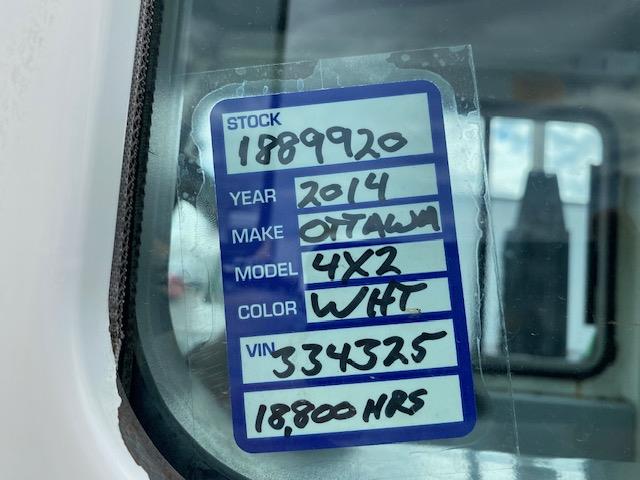 STOCK
1889920
YEAR 2014
MAKE OTTAWA
MODEL 4X2
COLOR WHT
VIN 334325
18,800 HRS